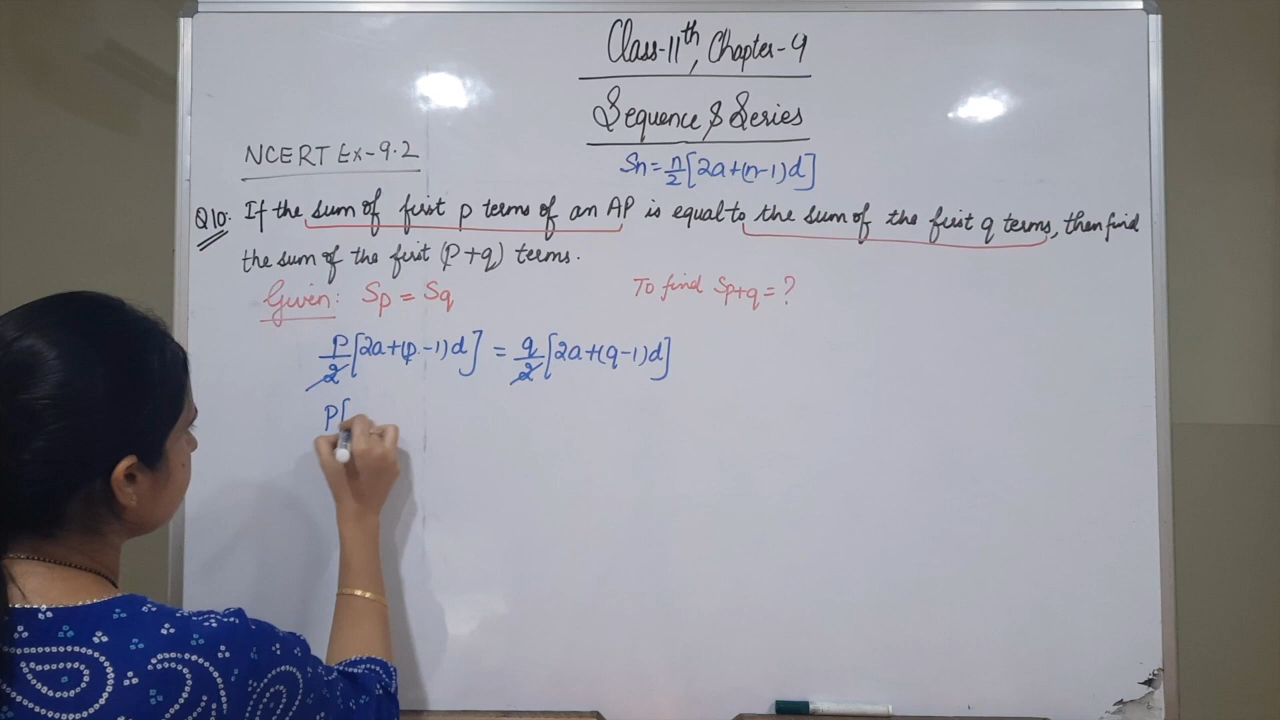 Class-11th, Chapter-9
Sequence & Series
NCERT Ex-9.2
Sn = n/2 [2a+(n-1)d]
Q10. If the sum of first p terms of an AP is equal to the sum of the first q terms, then find
the sum of the first (p+q) terms.
Given: Sp = Sq
To find Sp+q = ?
p/2 [2a+(p-1)d] = q/2 [2a+(q-1)d]
P[